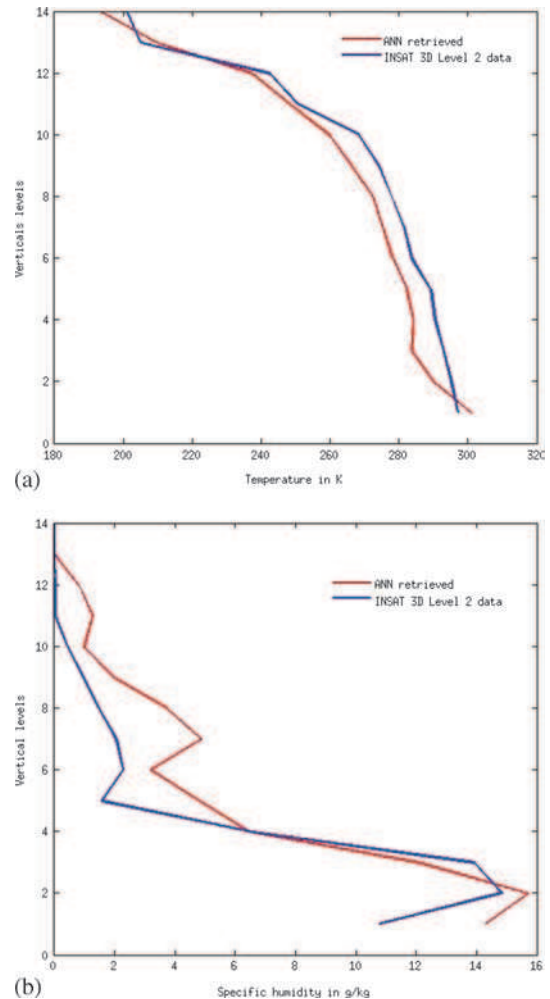 14
12
10
8
6
4
2
0
Verticals levels
ANN retrieved
INSAT 3D Level 2 data
180 200 220 240 260 280 300 320
Temperature in K
(a)
14
12
10
8
6
4
2
0
Vertical levels
ANN retrieved
INSAT 3D Level 2 data
0 2 4 6 8 10 12 14 16
Specific humidity in g/kg
(b)